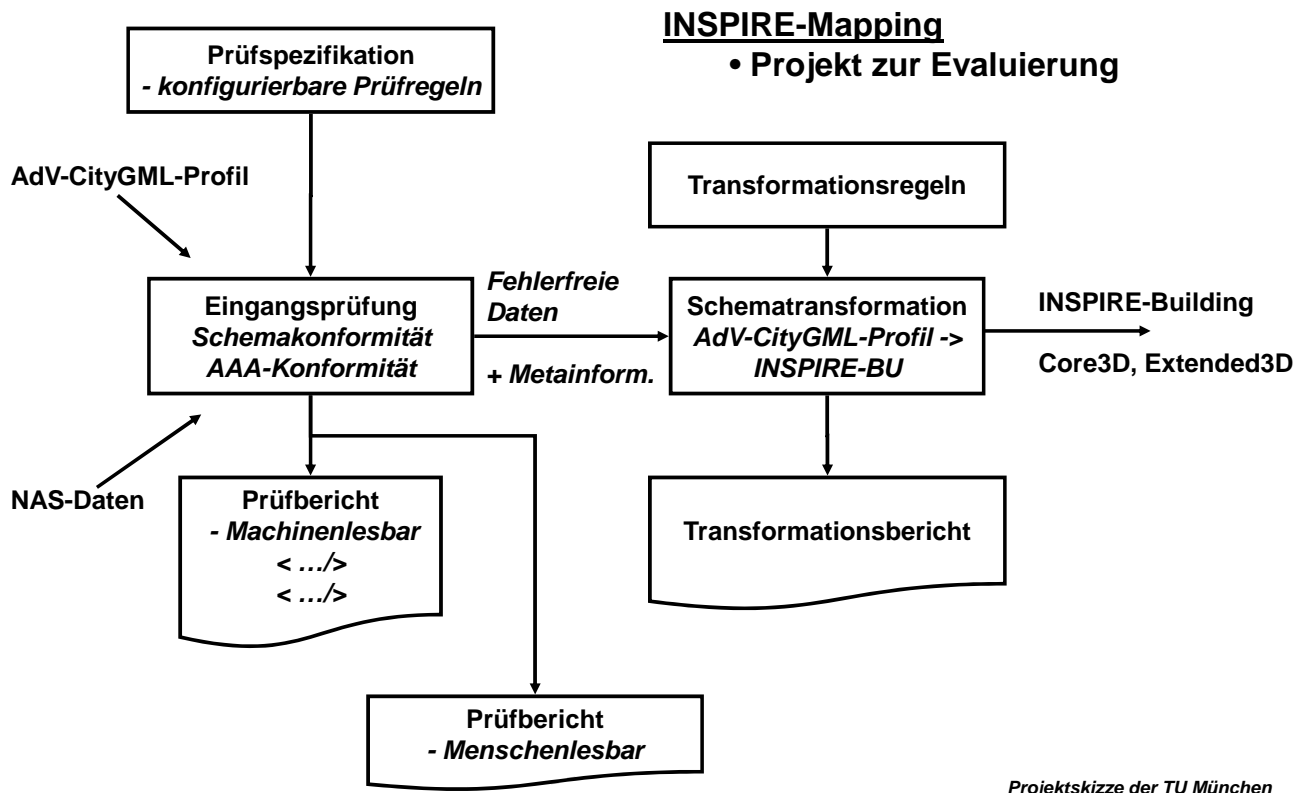 INSPIRE-Mapping
• Projekt zur Evaluierung
Prüfspezifikation
- konfigurierbare Prüfregeln
AdV-CityGML-Profil
Transformationsregeln
Eingangsprüfung
Schemakonformität
AAA-Konformität
Fehlerfreie
Daten
+ Metainform.
Schematransformation
AdV-CityGML-Profil ->
INSPIRE-BU
INSPIRE-Building
Core3D, Extended3D
NAS-Daten
Prüfbericht
- Machinenlesbar
< .../>
< .../>
Transformationsbericht
Prüfbericht
- Menschenlesbar
Projektskizze der TU München